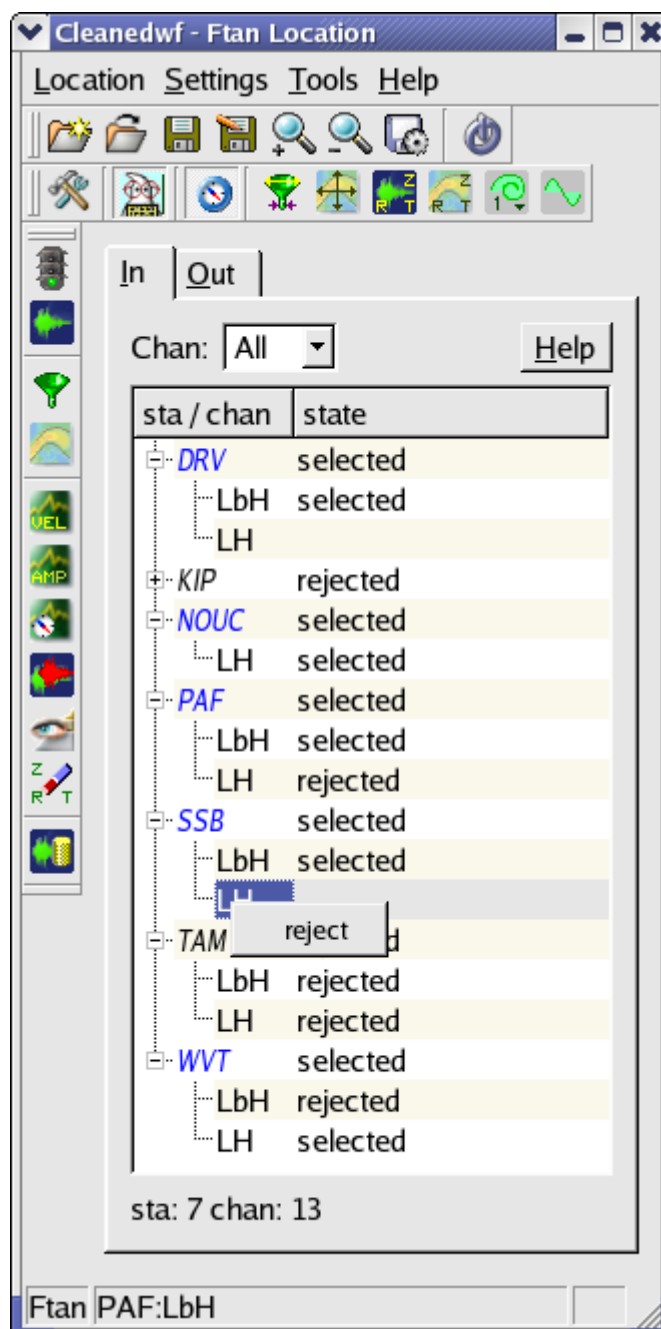 Cleanedwf - Ftan Location
Location Settings Tools Help
Z
R T
Z
R T
1
In Out
Chan: All Help
sta / chan state
DRV selected
LbH selected
LH
KIP rejected
NOUC selected
LH selected
PAF selected
LbH selected
LH rejected
SSB selected
LbH selected
LH
reject
TAM
LbH rejected
LH rejected
WVT selected
LbH rejected
LH selected
VEL
AMP
Z
R T
sta: 7 chan: 13
Ftan PAF:LbH